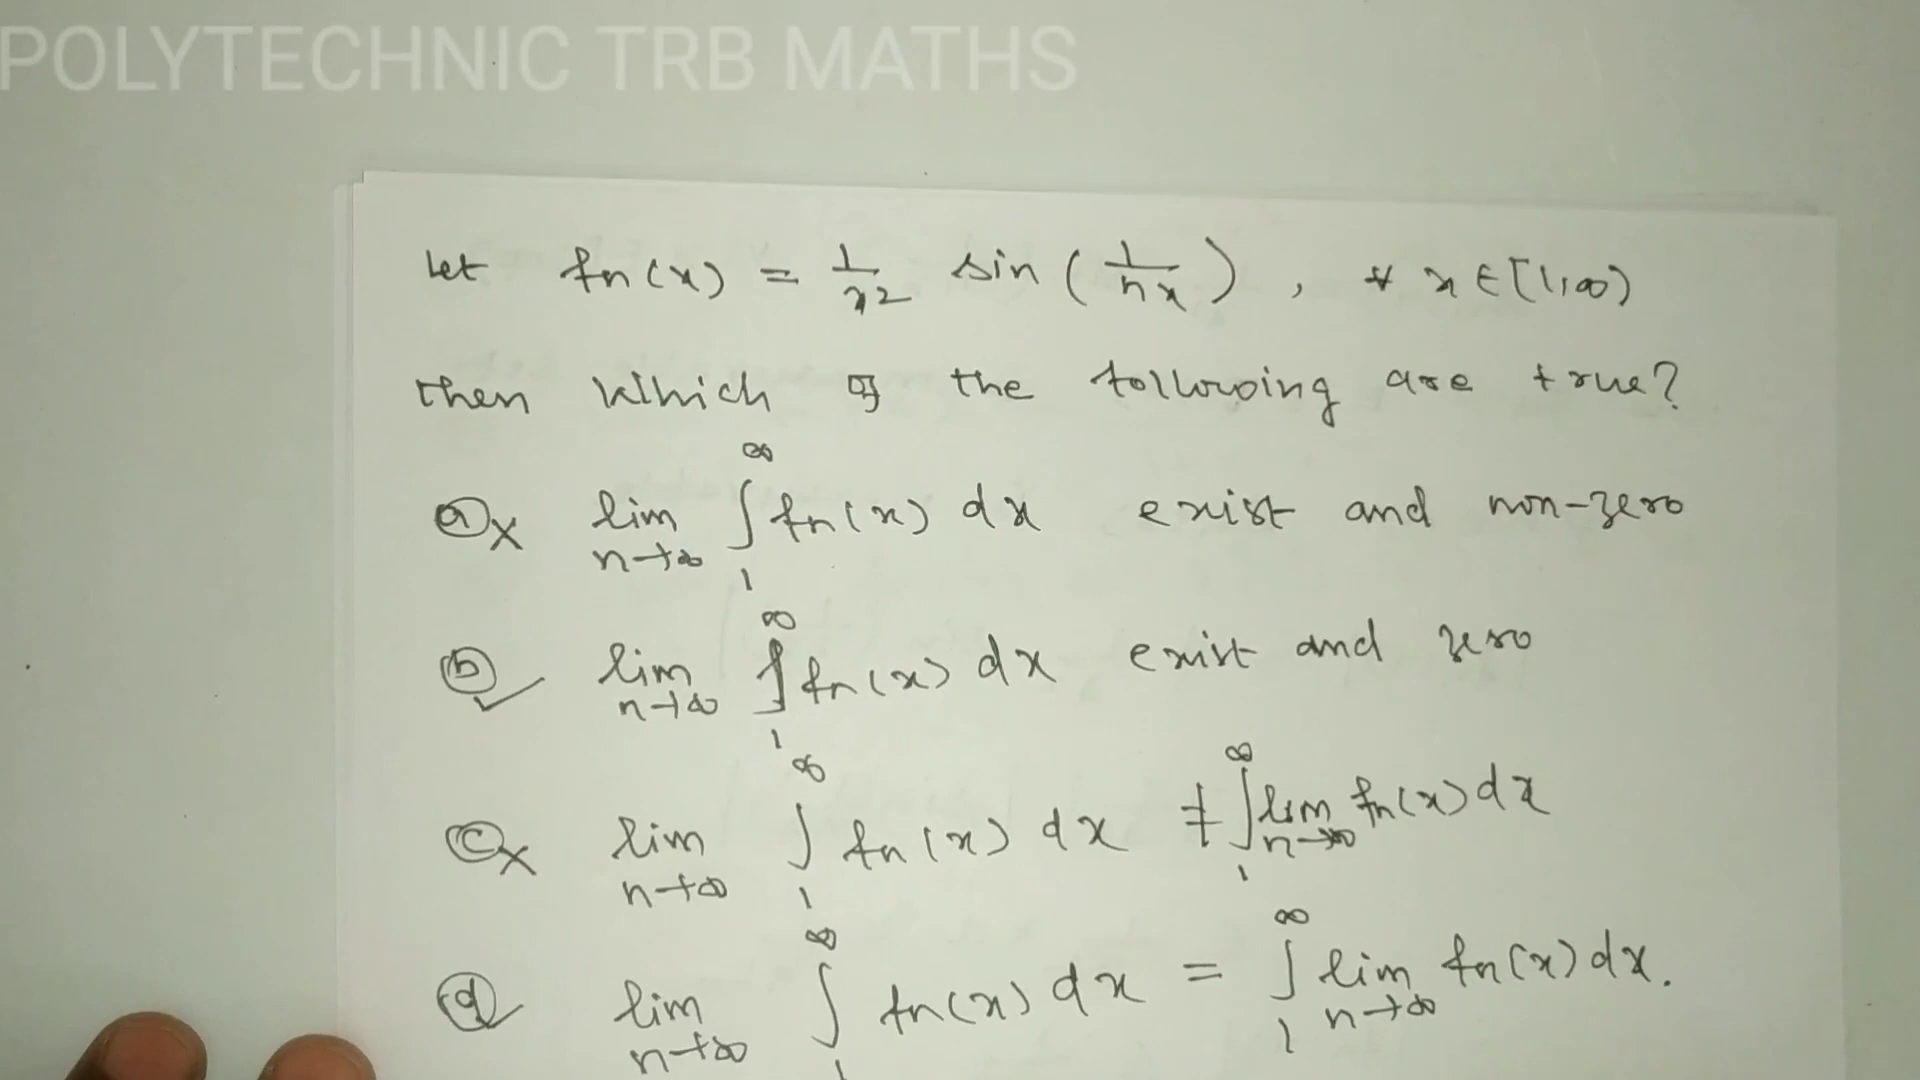 POLYTECHNIC TRB MATHS
Let fn(x) = 1/x2 sin(1/nx), ∀ x ∈ [1,∞)
then which of the following are true?
ⓐ× lim n→∞ ∫₁^∞ fn(x) dx exist and non-zero
ⓑ✓ lim n→∞ ∫₁^∞ fn(x) dx exist and zero
ⓒ× lim n→∞ ∫₁^∞ fn(x) dx ≠ ∫₁^∞ lim n→∞ fn(x) dx
ⓓ✓ lim n→∞ ∫₁^∞ fn(x) dx = ∫₁^∞ lim n→∞ fn(x) dx.